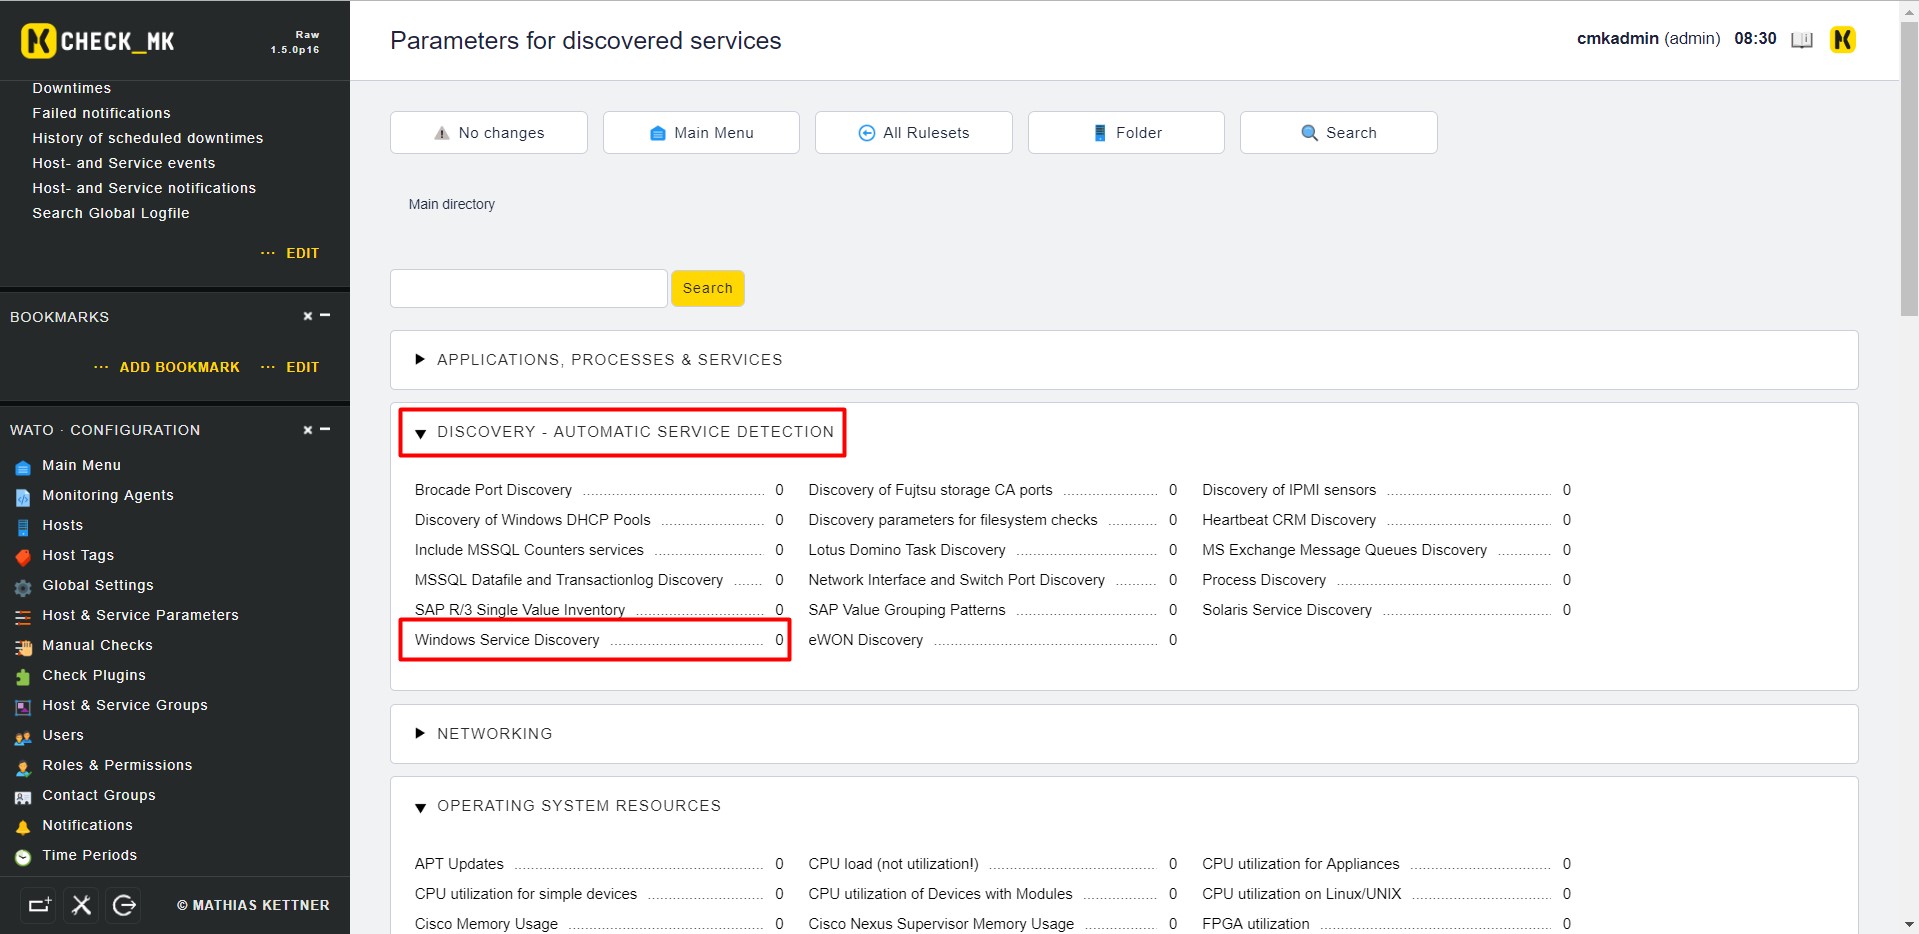 CHECK_MK
Raw
1.5.0p16
Downtimes
Failed notifications
History of scheduled downtimes
Host- and Service events
Host- and Service notifications
Search Global Logfile
··· EDIT
BOOKMARKS
··· ADD BOOKMARK ··· EDIT
WATO · CONFIGURATION
Main Menu
Monitoring Agents
Hosts
Host Tags
Global Settings
Host & Service Parameters
Manual Checks
Check Plugins
Host & Service Groups
Users
Roles & Permissions
Contact Groups
Notifications
Time Periods
© MATHIAS KETTNER
Parameters for discovered services
cmkadmin (admin) 08:30
No changes
Main Menu
All Rulesets
Folder
Search
Main directory
Search
APPLICATIONS, PROCESSES & SERVICES
DISCOVERY - AUTOMATIC SERVICE DETECTION
Brocade Port Discovery 0 Discovery of Fujtsu storage CA ports 0 Discovery of IPMI sensors 0
Discovery of Windows DHCP Pools 0 Discovery parameters for filesystem checks 0 Heartbeat CRM Discovery 0
Include MSSQL Counters services 0 Lotus Domino Task Discovery 0 MS Exchange Message Queues Discovery 0
MSSQL Datafile and Transactionlog Discovery 0 Network Interface and Switch Port Discovery 0 Process Discovery 0
SAP R/3 Single Value Inventory 0 SAP Value Grouping Patterns 0 Solaris Service Discovery 0
Windows Service Discovery 0 eWON Discovery 0
NETWORKING
OPERATING SYSTEM RESOURCES
APT Updates 0 CPU load (not utilization!) 0 CPU utilization for Appliances 0
CPU utilization for simple devices 0 CPU utilization of Devices with Modules 0 CPU utilization on Linux/UNIX 0
Cisco Memory Usage 0 Cisco Nexus Supervisor Memory Usage 0 FPGA utilization 0